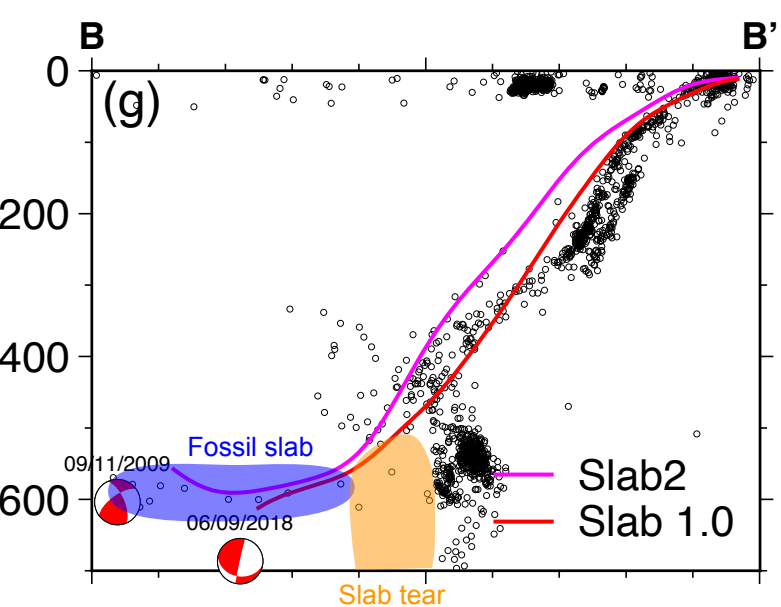 B
B’
0
(g)
200
400
Fossil slab
09/11/2009
Slab2
600
06/09/2018
Slab 1.0
Slab tear